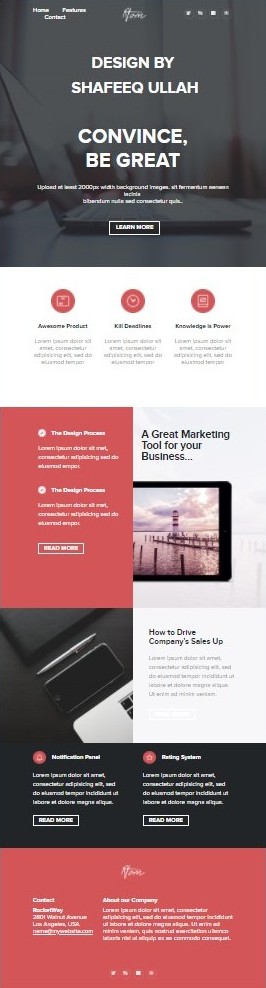 Home Features
Contact
Atom
DESIGN BY
SHAFEEQ ULLAH
CONVINCE,
BE GREAT
Upload at least 2000px width background images. sit fermentum aenean
lacinia
bibendum nulla sed consectetur quis..
LEARN MORE
Awesome Product
Lorem ipsum dolor sit
amet, consectetur
adipisicing elit, sed do
eiusmod tempor
Kill Deadlines
Lorem ipsum dolor sit
amet, consectetur
adipisicing elit, sed do
eiusmod tempor
Knowledge is Power
Lorem ipsum dolor sit
amet, consectetur
adipisicing elit, sed do
eiusmod tempor
The Design Process
Lorem ipsum dolor sit amet,
consectetur adipisicing elit, sed do
eiusmod empor.
The Design Process
Lorem ipsum dolor sit amet,
consectetur adipisicing elit, sed do
eiusmod empor.
READ MORE
A Great Marketing
Tool for your
Business...
How to Drive
Company's Sales Up
Lorem ipsum dolor sit amet,
consectetur adipisicing elit, sed do
eiusmod tempor incididunt ut labore
et dolore magna aliqua.
Ut enim ad minim veniam.
READ MORE
Notification Panel
Lorem ipsum dolor sit amet,
consectetur adipisicing elit, sed
do eiusmod tempor incididunt ut
labore et dolore magna aliqua.
READ MORE
Rating System
Lorem ipsum dolor sit amet,
consectetur adipisicing elit, sed
do eiusmod tempor incididunt ut
labore et dolore magna aliqua.
READ MORE
Atom
Contact
RocketWay
2801 Walnut Avenue
Los Angeles, USA
name@mywebsite.com
About our Company
Lorem ipsum dolor sit amet, consectetur
adipisicing elit, sed do eiusmod tempor incididunt
ut labore et dolore magna aliqua. Ut enim ad
minim veniam, quis nostrud exercitation ullamco
laboris nisi ut aliquip ex ea commodo consequat.